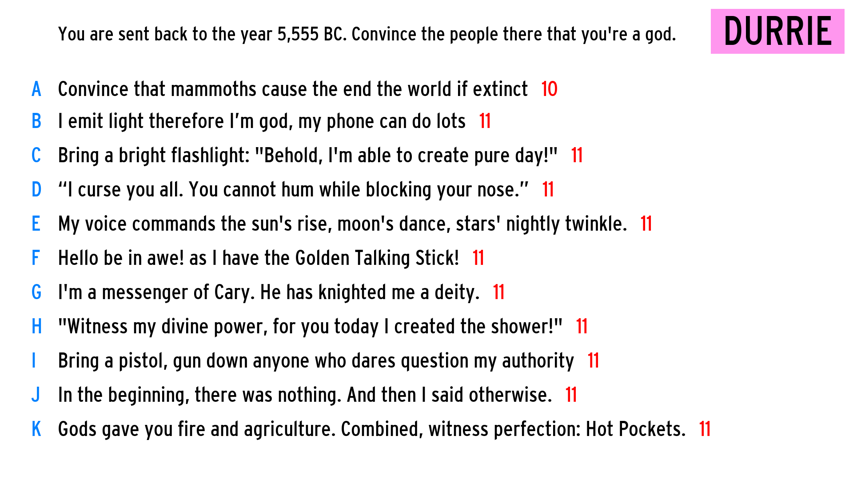 You are sent back to the year 5,555 BC. Convince the people there that you're a god.
DURRIE
A Convince that mammoths cause the end the world if extinct 10
B I emit light therefore I’m god, my phone can do lots 11
C Bring a bright flashlight: "Behold, I'm able to create pure day!" 11
D “I curse you all. You cannot hum while blocking your nose.” 11
E My voice commands the sun's rise, moon's dance, stars' nightly twinkle. 11
F Hello be in awe! as I have the Golden Talking Stick! 11
G I'm a messenger of Cary. He has knighted me a deity. 11
H "Witness my divine power, for you today I created the shower!" 11
I Bring a pistol, gun down anyone who dares question my authority 11
J In the beginning, there was nothing. And then I said otherwise. 11
K Gods gave you fire and agriculture. Combined, witness perfection: Hot Pockets. 11